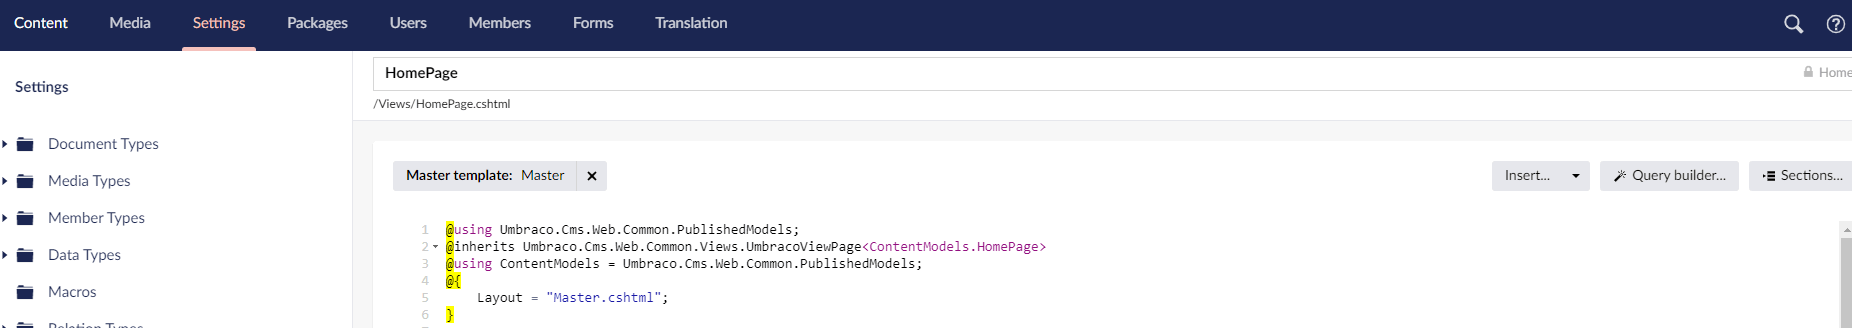 Content Media Settings Packages Users Members Forms Translation
Settings
Document Types
Media Types
Member Types
Data Types
Macros
Relation Types
HomePage
Home
/Views/HomePage.cshtml
Master template: Master
Insert... Query builder... Sections...
1 @using Umbraco.Cms.Web.Common.PublishedModels;
2 @inherits Umbraco.Cms.Web.Common.Views.UmbracoViewPage<ContentModels.HomePage>
3 @using ContentModels = Umbraco.Cms.Web.Common.PublishedModels;
4 @{
5 Layout = "Master.cshtml";
6 }